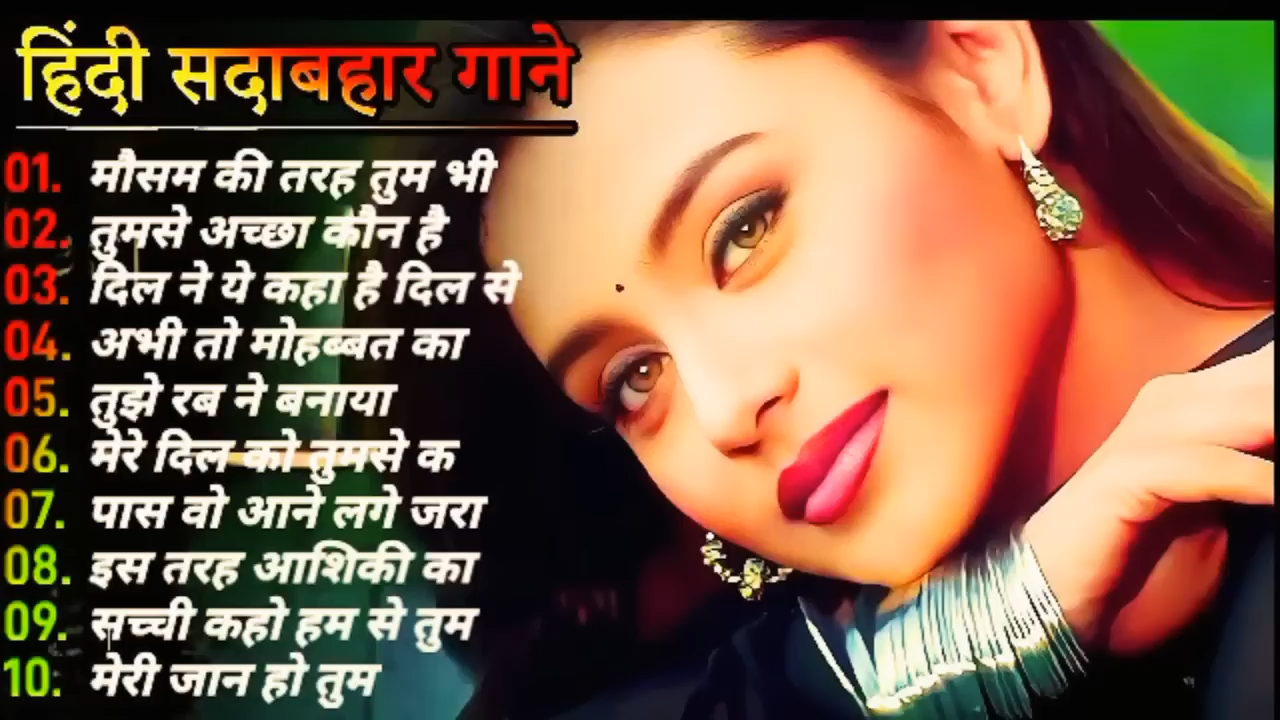 हिंदी सदाबहार गाने
01. मौसम की तरह तुम भी
02. तुमसे अच्छा कौन है
03. दिल ने ये कहा है दिल से
04. अभी तो मोहब्बत का
05. तुझे रब ने बनाया
06. मेरे दिल को तुमसे क
07. पास वो आने लगे जरा
08. इस तरह आशिकी का
09. सच्ची कहो हम से तुम
10. मेरी जान हो तुम